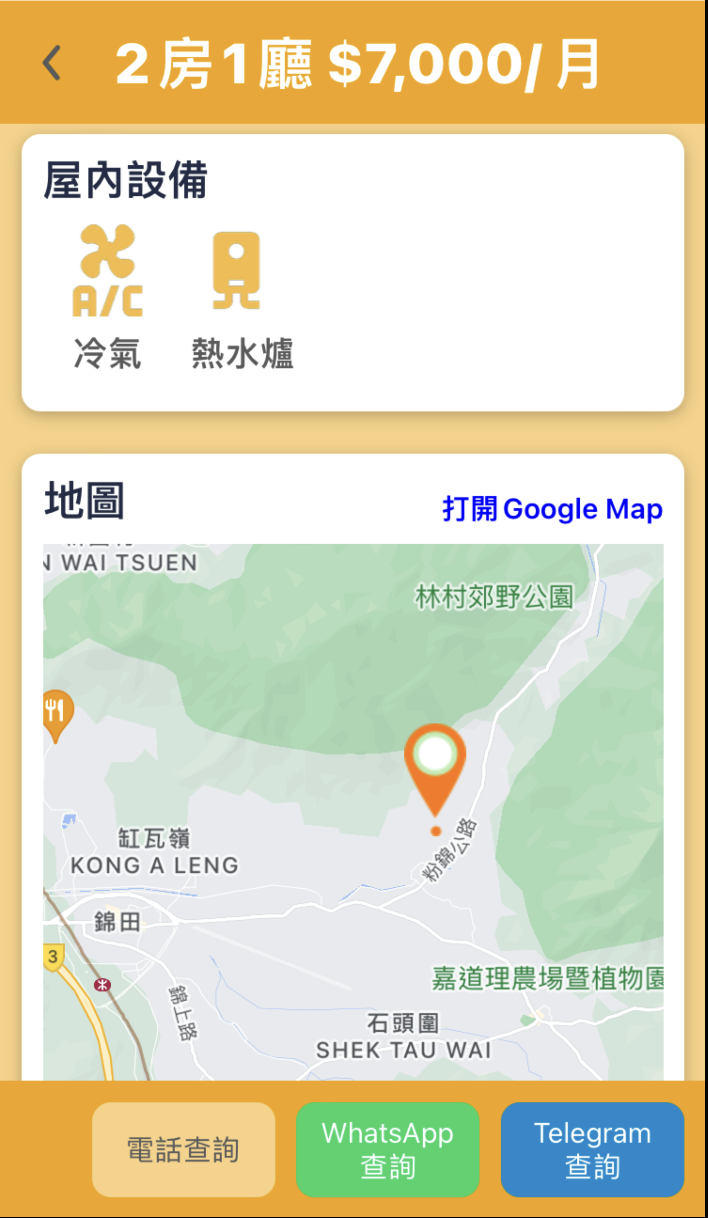 2房1廳 $7,000/ 月
屋內設備
A/C
冷氣
熱水爐
地圖
打開Google Map
N WAI TSUEN
林村郊野公園
粉錦公路
缸瓦嶺
KONG A LENG
錦田
3
嘉道理農場暨植物園
錦上路
石頭圍
SHEK TAU WAI
電話查詢
WhatsApp
查詢
Telegram
查詢